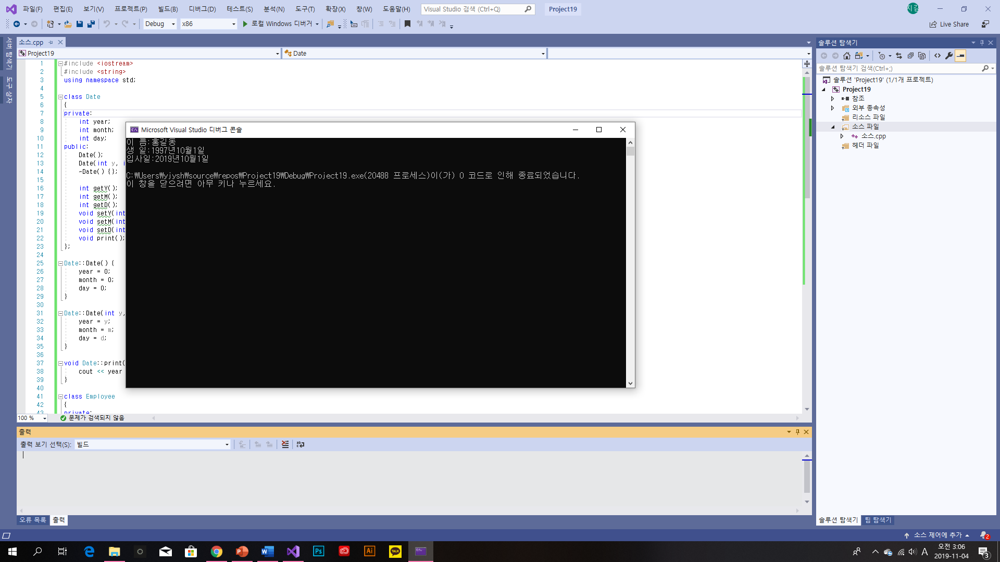 파일(F) 편집(E) 보기(V) 프로젝트(P) 빌드(B) 디버그(D) 테스트(S) 분석(N) 도구(T) 확장(X) 창(W) 도움말(H) Visual Studio 검색 (Ctrl+Q) Project19 지김
Debug x86 로컬 Windows 디버거 Live Share
서버 탐색기
도구 상자
소스.cpp
Project19 Date
1 #include <iostream>
2 #include <string>
3 using namespace std;
4
5 class Date
6 {
7 private:
8 int year;
9 int month;
10 int day;
11 public:
12 Date();
13 Date(int y, i
14 ~Date() {};
15
16 int getY();
17 int getM();
18 int getD();
19 void setY(int
20 void setM(int
21 void setD(int
22 void print();
23 };
24
25 Date::Date() {
26 year = 0;
27 month = 0;
28 day = 0;
29 }
30
31 Date::Date(int y,
32 year = y;
33 month = m;
34 day = d;
35 }
36
37 void Date::print(
38 cout << year
39 }
40
41 class Employee
42 {
43 private:
Microsoft Visual Studio 디버그 콘솔
이 름:홍길동
생 일:1997년10월1일
입사일:2019년10월1일
C:₩Users₩yjysh₩source₩repos₩Project19₩Debug₩Project19.exe(20488 프로세스)이(가) 0 코드로 인해 종료되었습니다.
이 창을 닫으려면 아무 키나 누르세요.
100 % 문제가 검색되지 않음
출력
출력 보기 선택(S): 빌드
오류 목록 출력
솔루션 탐색기
솔루션 탐색기 검색(Ctrl+;)
솔루션 'Project19' (1/1개 프로젝트)
Project19
참조
외부 종속성
리소스 파일
소스 파일
소스.cpp
헤더 파일
솔루션 탐색기 팀 탐색기
소스 제어에 추가 2
Ps Ai TALK A 오전 3:06
2019-11-04 3